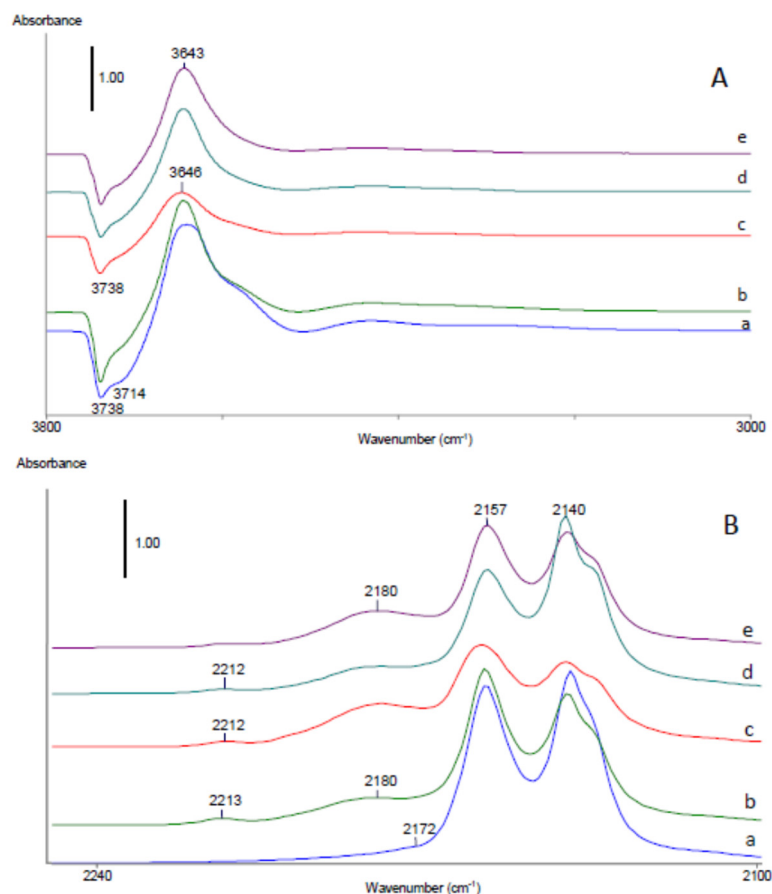 Absorbance
3643
A
1.00
e
d
3646
c
3738
b
a
3714
3738
3800
3000
Wavenumber (cm-1)
Absorbance
2157
2140
B
1.00
2180
e
2212
d
2212
c
2213
2180
b
2172
a
2240
2100
Wavenumber (cm-1)